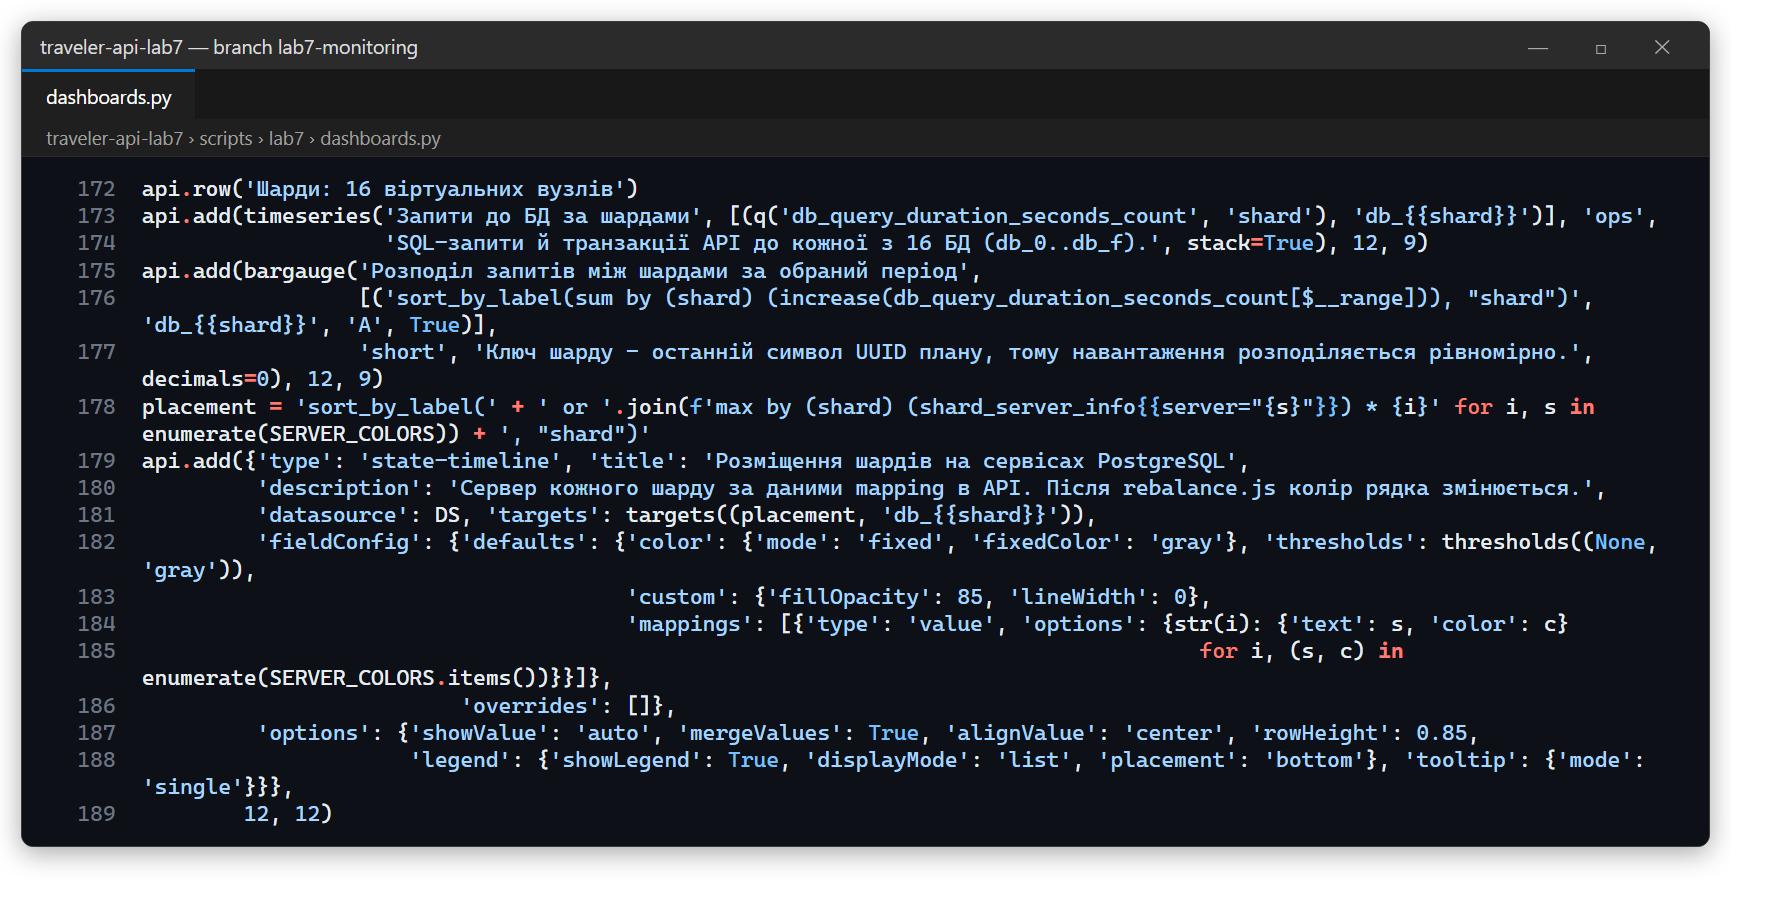 traveler-api-lab7 — branch lab7-monitoring
dashboards.py
traveler-api-lab7 › scripts › lab7 › dashboards.py
172 api.row('Шарди: 16 віртуальних вузлів')
173 api.add(timeseries('Запити до БД за шардами', [(q('db_query_duration_seconds_count', 'shard'), 'db_{{shard}}')], 'ops',
174                    'SQL-запити й транзакції API до кожної з 16 БД (db_0..db_f).', stack=True), 12, 9)
175 api.add(bargauge('Розподіл запитів між шардами за обраний період',
176                  [('sort_by_label(sum by (shard) (increase(db_query_duration_seconds_count[$__range])), "shard")',
'db_{{shard}}', 'A', True)],
177                  'short', 'Ключ шарду - останній символ UUID плану, тому навантаження розподіляється рівномірно.',
decimals=0), 12, 9)
178 placement = 'sort_by_label(' + ' or '.join(f'max by (shard) (shard_server_info{{server="{s}"}}) * {i}' for i, s in
enumerate(SERVER_COLORS)) + ', "shard")'
179 api.add({'type': 'state-timeline', 'title': 'Розміщення шардів на сервісах PostgreSQL',
180          'description': 'Сервер кожного шарду за даними mapping в API. Після rebalance.js колір рядка змінюється.',
181          'datasource': DS, 'targets': targets((placement, 'db_{{shard}}')),
182          'fieldConfig': {'defaults': {'color': {'mode': 'fixed', 'fixedColor': 'gray'}, 'thresholds': thresholds((None,
'gray')),
183                                       'custom': {'fillOpacity': 85, 'lineWidth': 0},
184                                       'mappings': [{'type': 'value', 'options': {str(i): {'text': s, 'color': c}
185                                                                                    for i, (s, c) in
enumerate(SERVER_COLORS.items())}}]},
186                          'overrides': []},
187          'options': {'showValue': 'auto', 'mergeValues': True, 'alignValue': 'center', 'rowHeight': 0.85,
188                      'legend': {'showLegend': True, 'displayMode': 'list', 'placement': 'bottom'}, 'tooltip': {'mode':
'single'}}},
189         12, 12)